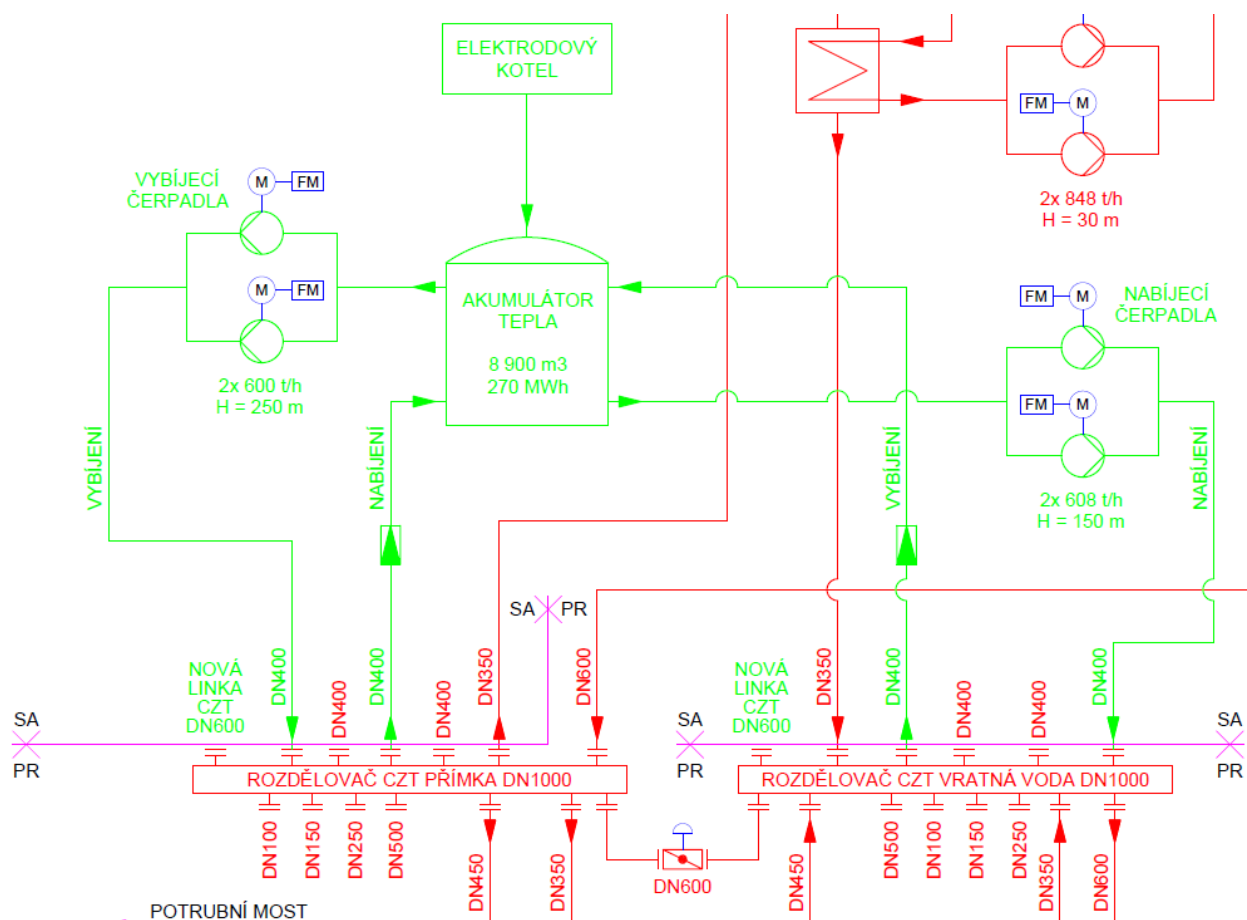 ELEKTRODOVÝ
KOTEL
FM
M
2x 848 t/h
H = 30 m
VYBÍJECÍ
ČERPADLA
M
FM
M
FM
2x 600 t/h
H = 250 m
AKUMULÁTOR
TEPLA
8 900 m3
270 MWh
FM
M
NABÍJECÍ
ČERPADLA
FM
M
2x 608 t/h
H = 150 m
VYBÍJENÍ
NABÍJENÍ
VYBÍJENÍ
NABÍJENÍ
SA
PR
NOVÁ
LINKA
CZT
DN600
DN400
DN400
DN400
DN400
DN350
DN600
NOVÁ
LINKA
CZT
DN600
DN350
DN400
DN400
DN400
DN400
SA
PR
SA
PR
SA
PR
ROZDĚLOVAČ CZT PŘÍMKA DN1000
ROZDĚLOVAČ CZT VRATNÁ VODA DN1000
DN100
DN150
DN250
DN500
DN450
DN350
DN600
DN450
DN500
DN100
DN150
DN250
DN350
DN600
POTRUBNÍ MOST